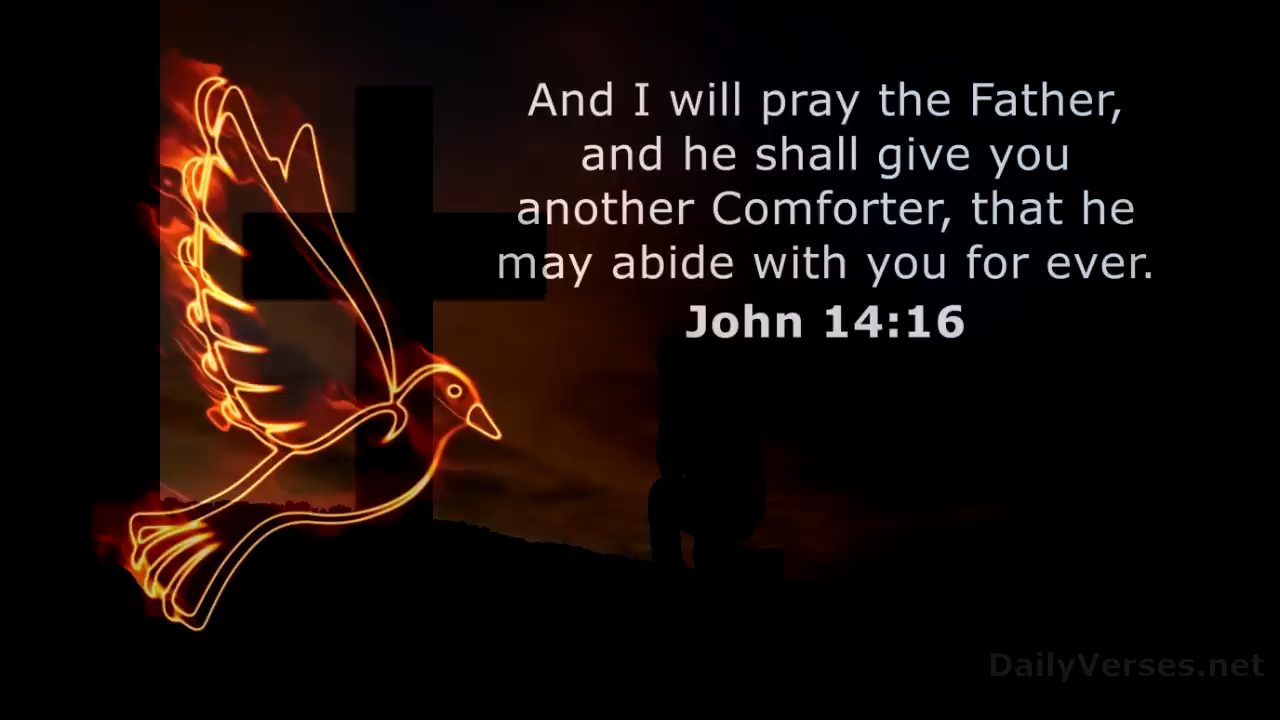 And I will pray the Father,
and he shall give you
another Comforter, that he
may abide with you for ever.
John 14:16
DailyVerses.net